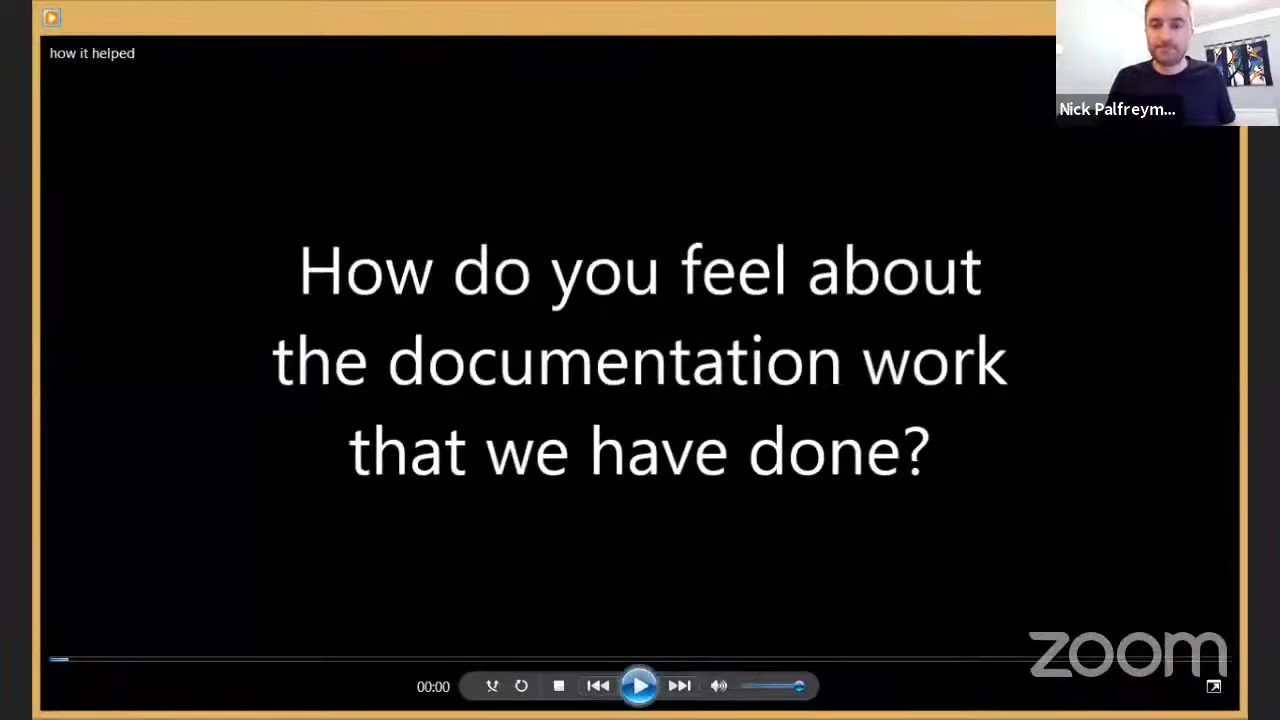 how it helped
Nick Palfreym...
How do you feel about
the documentation work
that we have done?
zoom
00:00